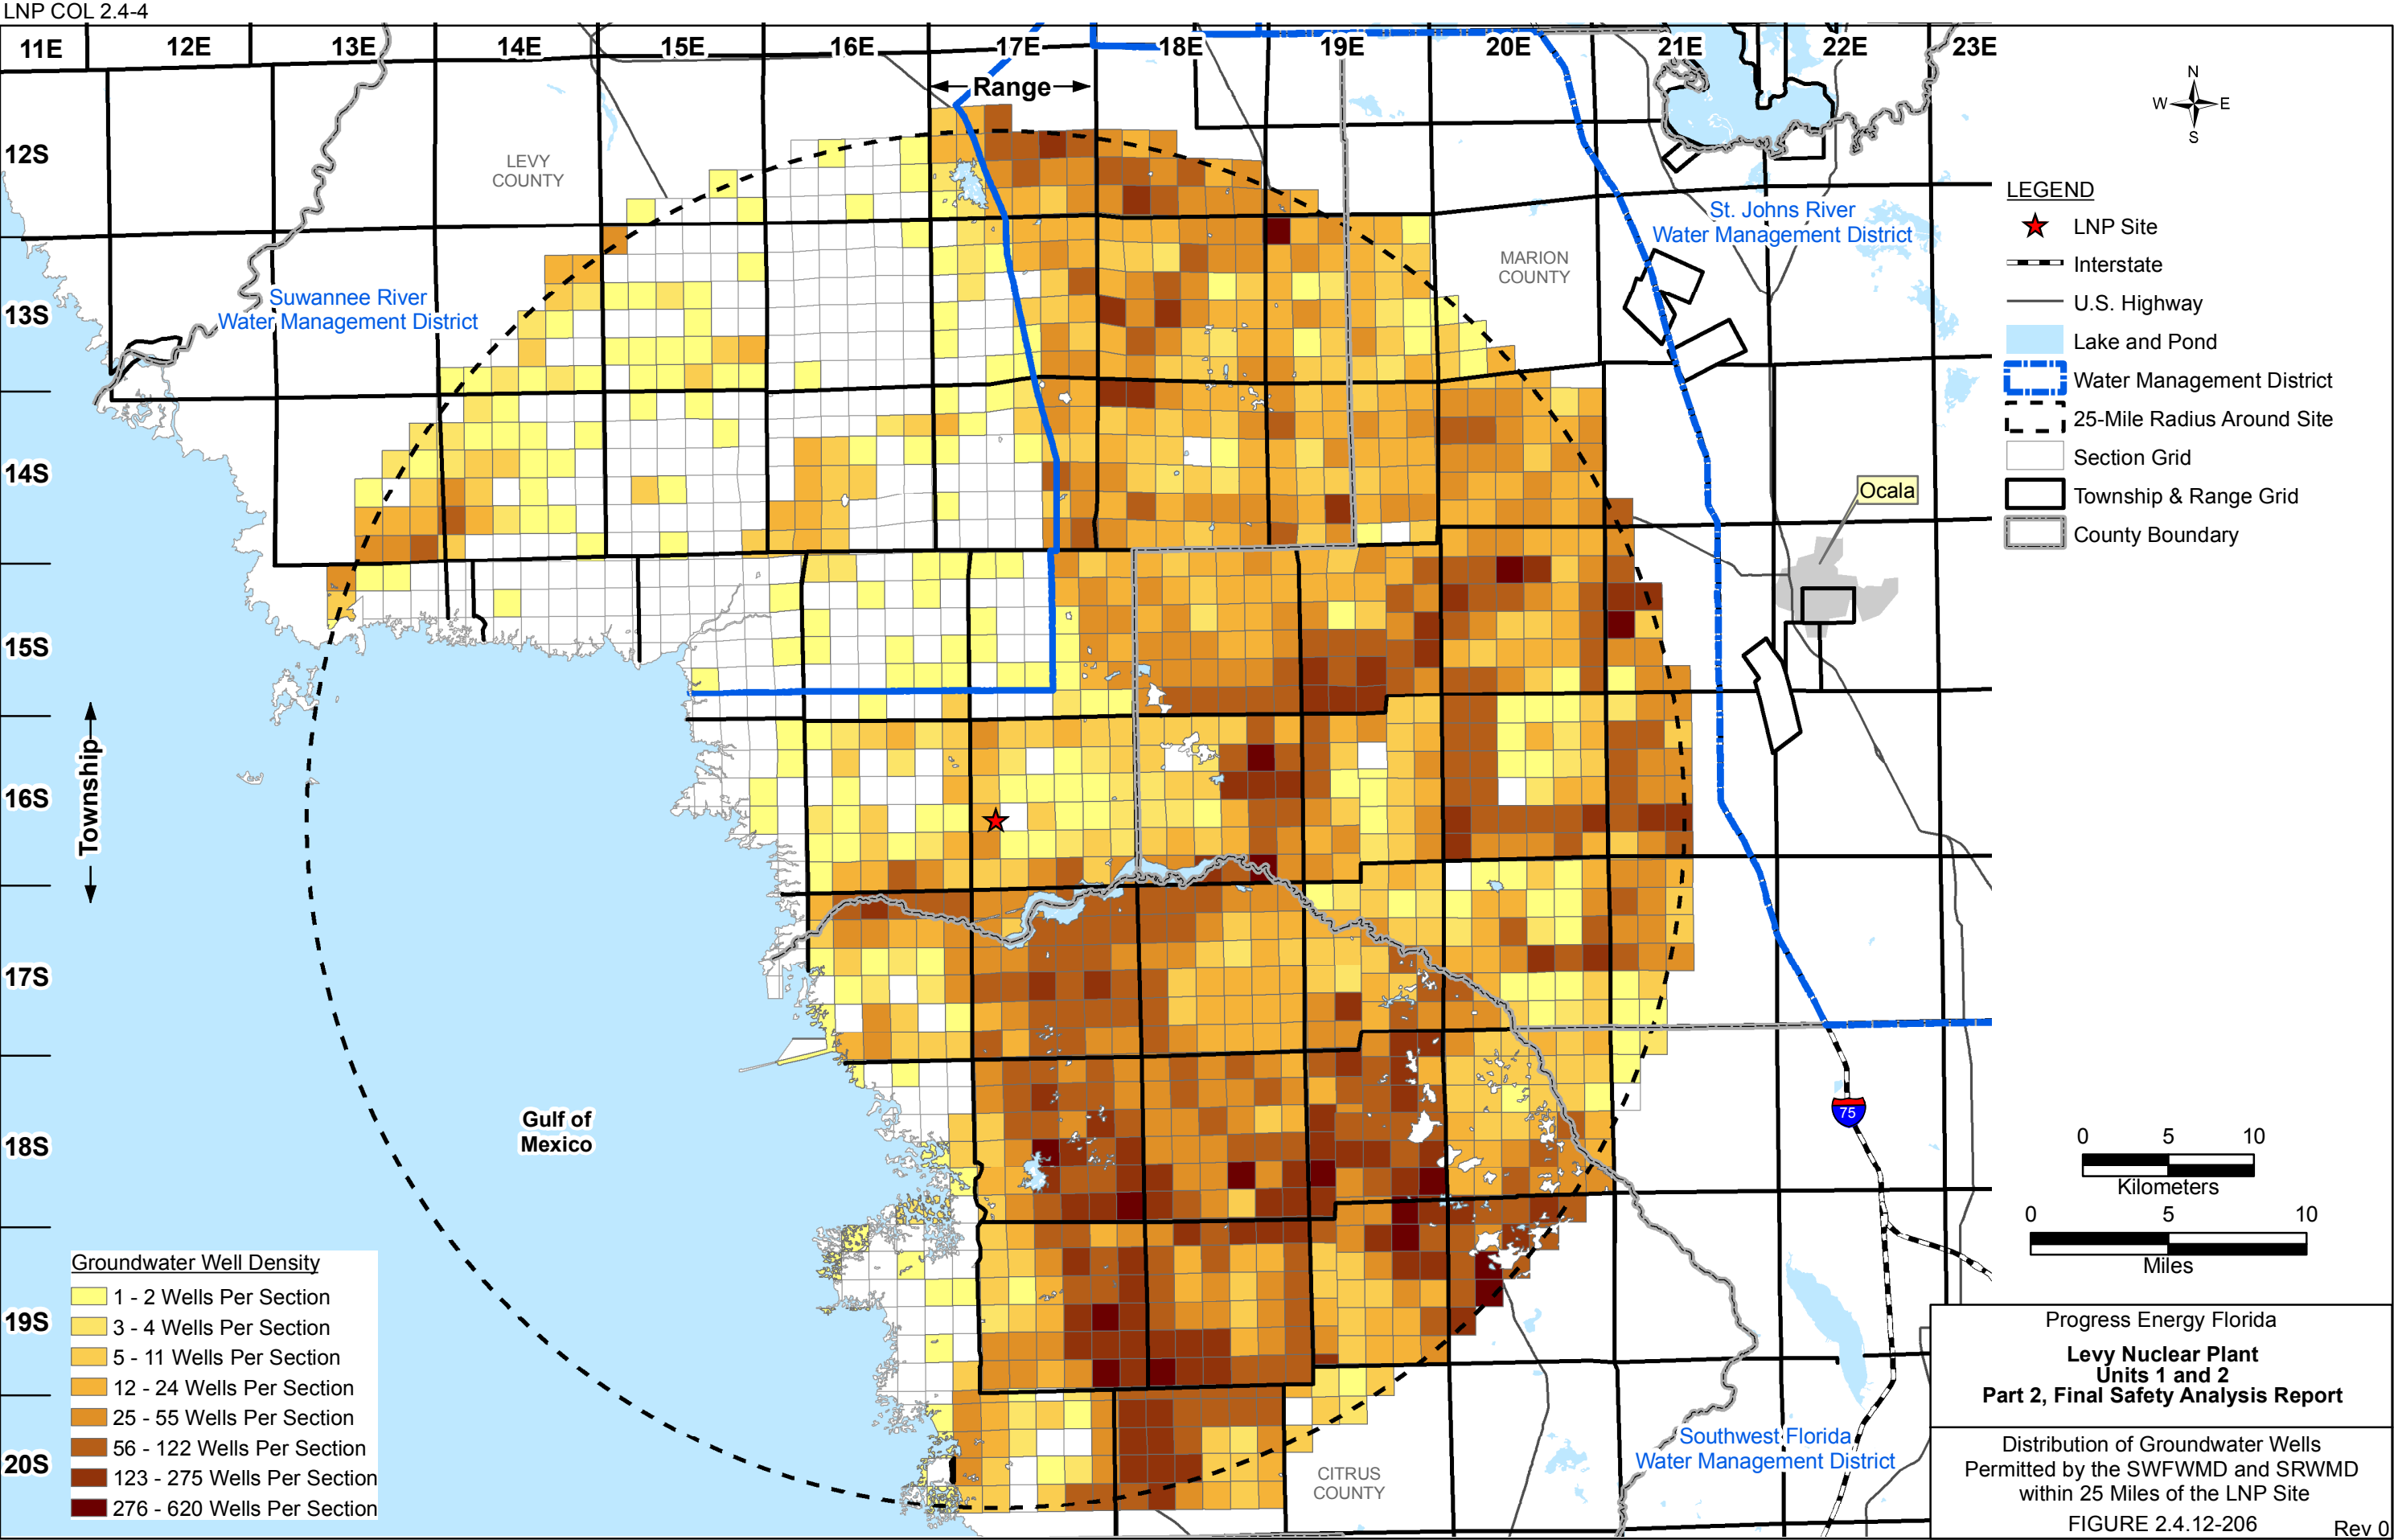 LNP COL 2.4-4
11E
12E
13E
14E
15E
16E
17E
18E
19E
20E
21E
22E
23E
Range
N
W
E
S
12S
13S
14S
15S
16S
17S
18S
19S
20S
Township
LEVY
COUNTY
MARION
COUNTY
St. Johns River
Water Management District
Suwannee River
Water Management District
Ocala
LEGEND
LNP Site
Interstate
U.S. Highway
Lake and Pond
Water Management District
25-Mile Radius Around Site
Section Grid
Township & Range Grid
County Boundary
Gulf of
Mexico
75
0 5 10
Kilometers
0 5 10
Miles
Groundwater Well Density
1 - 2 Wells Per Section
3 - 4 Wells Per Section
5 - 11 Wells Per Section
12 - 24 Wells Per Section
25 - 55 Wells Per Section
56 - 122 Wells Per Section
123 - 275 Wells Per Section
276 - 620 Wells Per Section
CITRUS
COUNTY
Southwest Florida
Water Management District
Progress Energy Florida
Levy Nuclear Plant
Units 1 and 2
Part 2, Final Safety Analysis Report
Distribution of Groundwater Wells
Permitted by the SWFWMD and SRWMD
within 25 Miles of the LNP Site
FIGURE 2.4.12-206
Rev 0